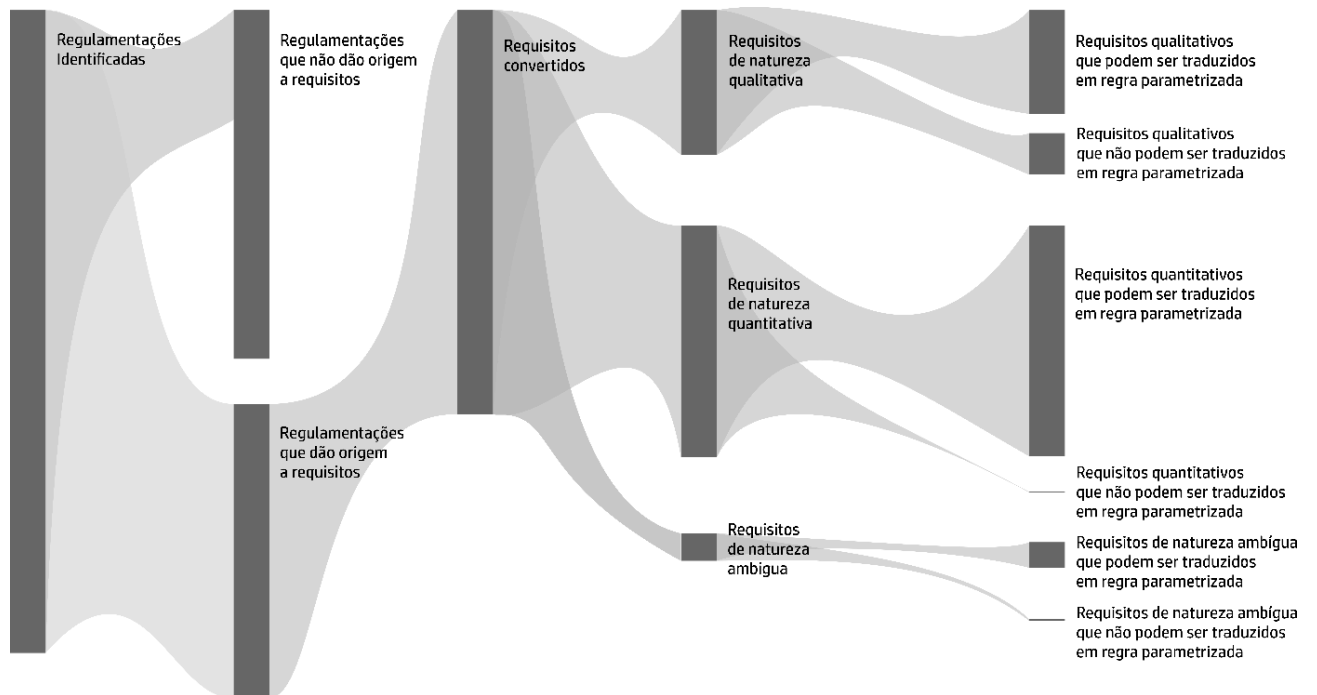 Regulamentações
Identificadas
Regulamentações
que não dão origem
a requisitos
Regulamentações
que dão origem
a requisitos
Requisitos
convertidos
Requisitos
de natureza
qualitativa
Requisitos
de natureza
quantitativa
Requisitos
de natureza
ambigua
Requisitos qualitativos
que podem ser traduzidos
em regra parametrizada
Requisitos qualitativos
que não podem ser traduzidos
em regra parametrizada
Requisitos quantitativos
que podem ser traduzidos
em regra parametrizada
Requisitos quantitativos
que não podem ser traduzidos
em regra parametrizada
Requisitos de natureza ambígua
que podem ser traduzidos
em regra parametrizada
Requisitos de natureza ambígua
que não podem ser traduzidos
em regra parametrizada